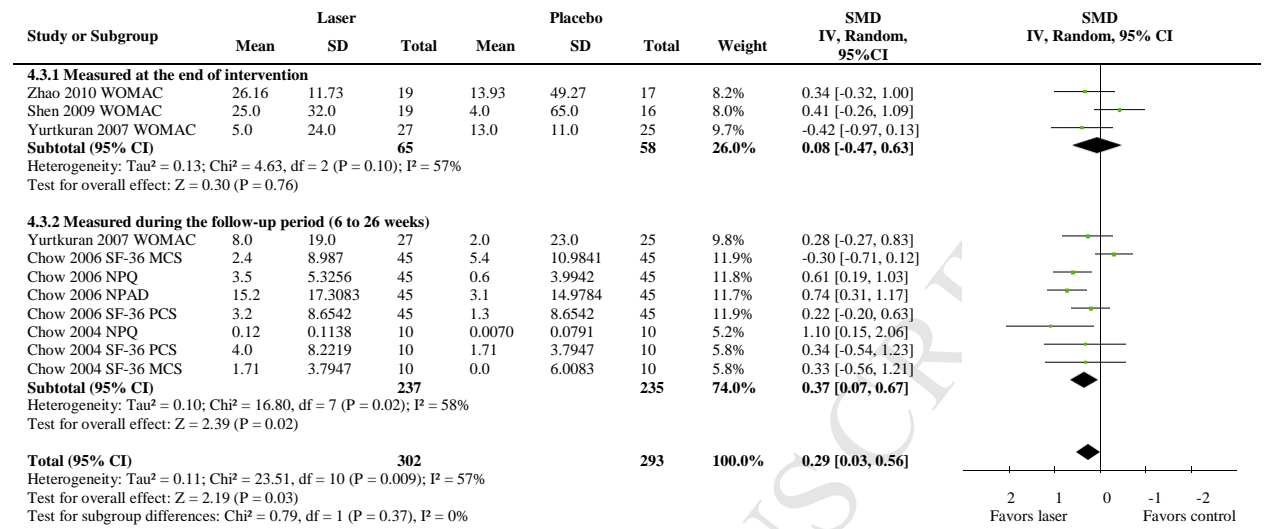 Laser Placebo SMD SMD
Study or Subgroup Mean SD Total Mean SD Total Weight IV, Random, 95%CI IV, Random, 95% CI
4.3.1 Measured at the end of intervention
Zhao 2010 WOMAC 26.16 11.73 19 13.93 49.27 17 8.2% 0.34 [-0.32, 1.00]
Shen 2009 WOMAC 25.0 32.0 19 4.0 65.0 16 8.0% 0.41 [-0.26, 1.09]
Yurtkuran 2007 WOMAC 5.0 24.0 27 13.0 11.0 25 9.7% -0.42 [-0.97, 0.13]
Subtotal (95% CI) 65 58 26.0% 0.08 [-0.47, 0.63]
Heterogeneity: Tau² = 0.13; Chi² = 4.63, df = 2 (P = 0.10); I² = 57%
Test for overall effect: Z = 0.30 (P = 0.76)
4.3.2 Measured during the follow-up period (6 to 26 weeks)
Yurtkuran 2007 WOMAC 8.0 19.0 27 2.0 23.0 25 9.8% 0.28 [-0.27, 0.83]
Chow 2006 SF-36 MCS 2.4 8.987 45 5.4 10.9841 45 11.9% -0.30 [-0.71, 0.12]
Chow 2006 NPQ 3.5 5.3256 45 0.6 3.9942 45 11.8% 0.61 [0.19, 1.03]
Chow 2006 NPAD 15.2 17.3083 45 3.1 14.9784 45 11.7% 0.74 [0.31, 1.17]
Chow 2006 SF-36 PCS 3.2 8.6542 45 1.3 8.6542 45 11.9% 0.22 [-0.20, 0.63]
Chow 2004 NPQ 0.12 0.1138 10 0.0070 0.0791 10 5.2% 1.10 [0.15, 2.06]
Chow 2004 SF-36 PCS 4.0 8.2219 10 1.71 3.7947 10 5.8% 0.34 [-0.54, 1.23]
Chow 2004 SF-36 MCS 1.71 3.7947 10 0.0 6.0083 10 5.8% 0.33 [-0.56, 1.21]
Subtotal (95% CI) 237 235 74.0% 0.37 [0.07, 0.67]
Heterogeneity: Tau² = 0.10; Chi² = 16.80, df = 7 (P = 0.02); I² = 58%
Test for overall effect: Z = 2.39 (P = 0.02)
Total (95% CI) 302 293 100.0% 0.29 [0.03, 0.56]
Heterogeneity: Tau² = 0.11; Chi² = 23.51, df = 10 (P = 0.009); I² = 57%
Test for overall effect: Z = 2.19 (P = 0.03)
Test for subgroup differences: Chi² = 0.79, df = 1 (P = 0.37), I² = 0%
2 1 0 -1 -2
Favors laser Favors control